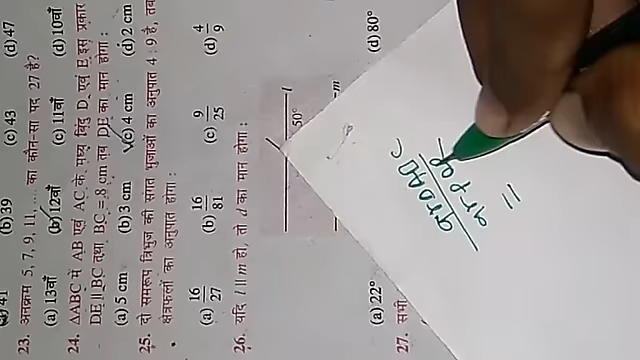 (a) 41 (b) 39 (c) 43 (d) 47
23. अनुक्रम 5, 7, 9, 11, .... का कौन-सा पद 27 है?
(a) 13वाँ (b) 12वाँ (c) 11वाँ (d) 10वाँ
24. ΔABC में AB एवं AC के मध्य बिंदु D एवं E इस प्रकार
DE || BC तथा BC = 8 cm तब DE का मान होगा :
(a) 5 cm (b) 3 cm (c) 4 cm (d) 2 cm
25. दो समरूप त्रिभुज की संगत भुजाओं का अनुपात 4 : 9 है, तब
क्षेत्रफलों का अनुपात होगा :
(a) 16/27 (b) 16/81 (c) 9/25 (d) 4/9
26. यदि l || m हो, तो d का मान होगा :
l
50°
m
(a) 22° (d) 80°
27. सभी
=